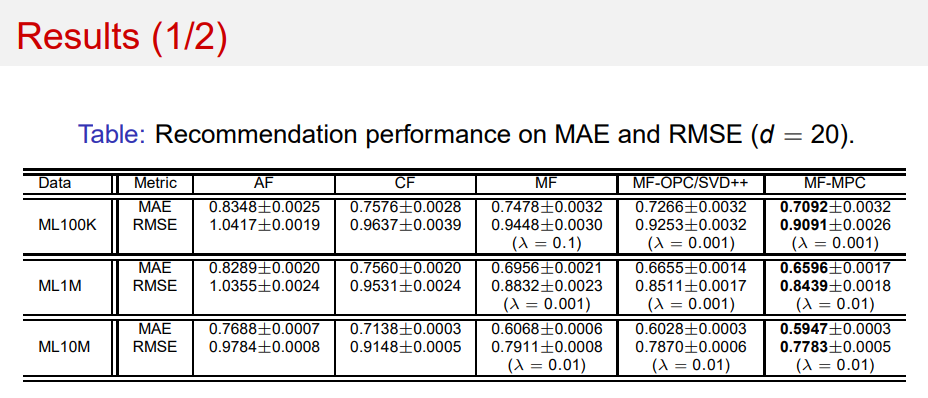 Results (1/2)
Table: Recommendation performance on MAE and RMSE (d = 20).
Data Metric AF CF MF MF-OPC/SVD++ MF-MPC
MAE 0.8348±0.0025 0.7576±0.0028 0.7478±0.0032 0.7266±0.0032 0.7092±0.0032
ML100K RMSE 1.0417±0.0019 0.9637±0.0039 0.9448±0.0030 0.9253±0.0032 0.9091±0.0026
(λ = 0.1) (λ = 0.001) (λ = 0.001)
MAE 0.8289±0.0020 0.7560±0.0020 0.6956±0.0021 0.6655±0.0014 0.6596±0.0017
ML1M RMSE 1.0355±0.0024 0.9531±0.0024 0.8832±0.0023 0.8511±0.0017 0.8439±0.0018
(λ = 0.001) (λ = 0.001) (λ = 0.01)
MAE 0.7688±0.0007 0.7138±0.0003 0.6068±0.0006 0.6028±0.0003 0.5947±0.0003
ML10M RMSE 0.9784±0.0008 0.9148±0.0005 0.7911±0.0008 0.7870±0.0006 0.7783±0.0005
(λ = 0.01) (λ = 0.01) (λ = 0.01)